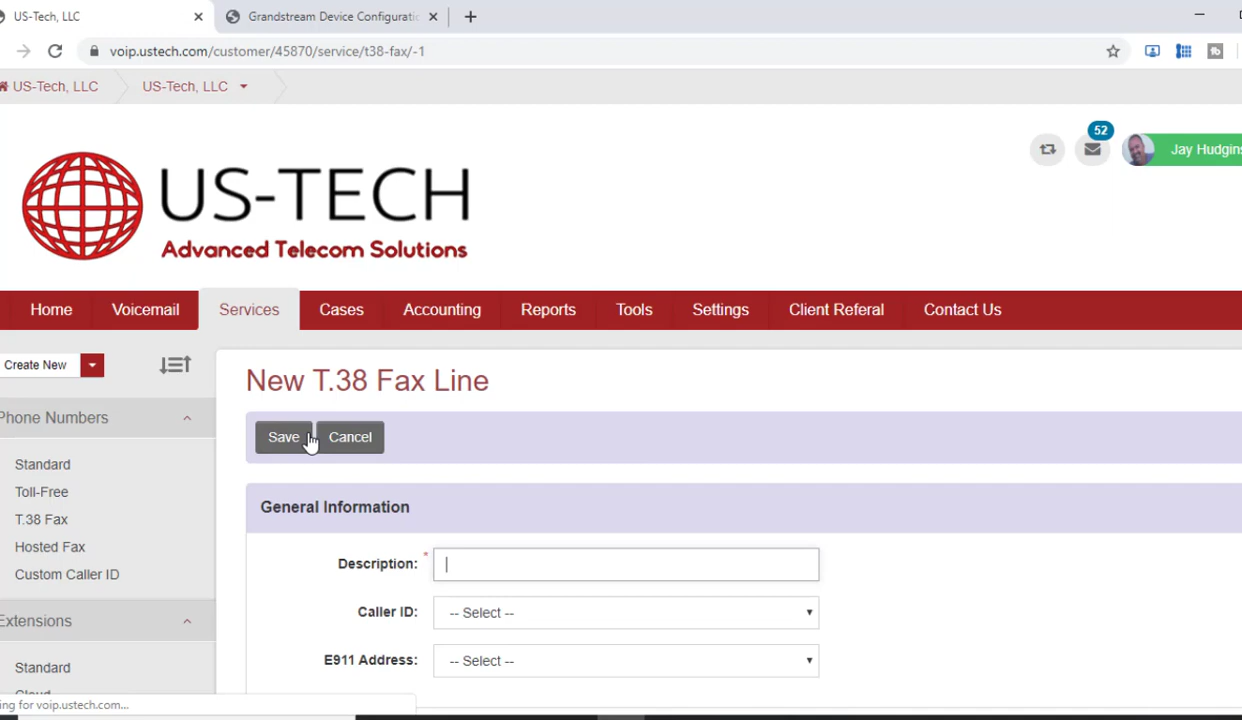 US-Tech, LLC
Grandstream Device Configurati
voip.ustech.com/customer/45870/service/t38-fax/-1
US-Tech, LLC
US-Tech, LLC
52
Jay Hudgins
US-TECH
Advanced Telecom Solutions
Home
Voicemail
Services
Cases
Accounting
Reports
Tools
Settings
Client Referal
Contact Us
Create New
New T.38 Fax Line
Phone Numbers
Save
Cancel
Standard
Toll-Free
T.38 Fax
Hosted Fax
Custom Caller ID
General Information
Description: *
Caller ID:
-- Select --
E911 Address:
-- Select --
Extensions
Standard
Cloud
ing for voip.ustech.com...